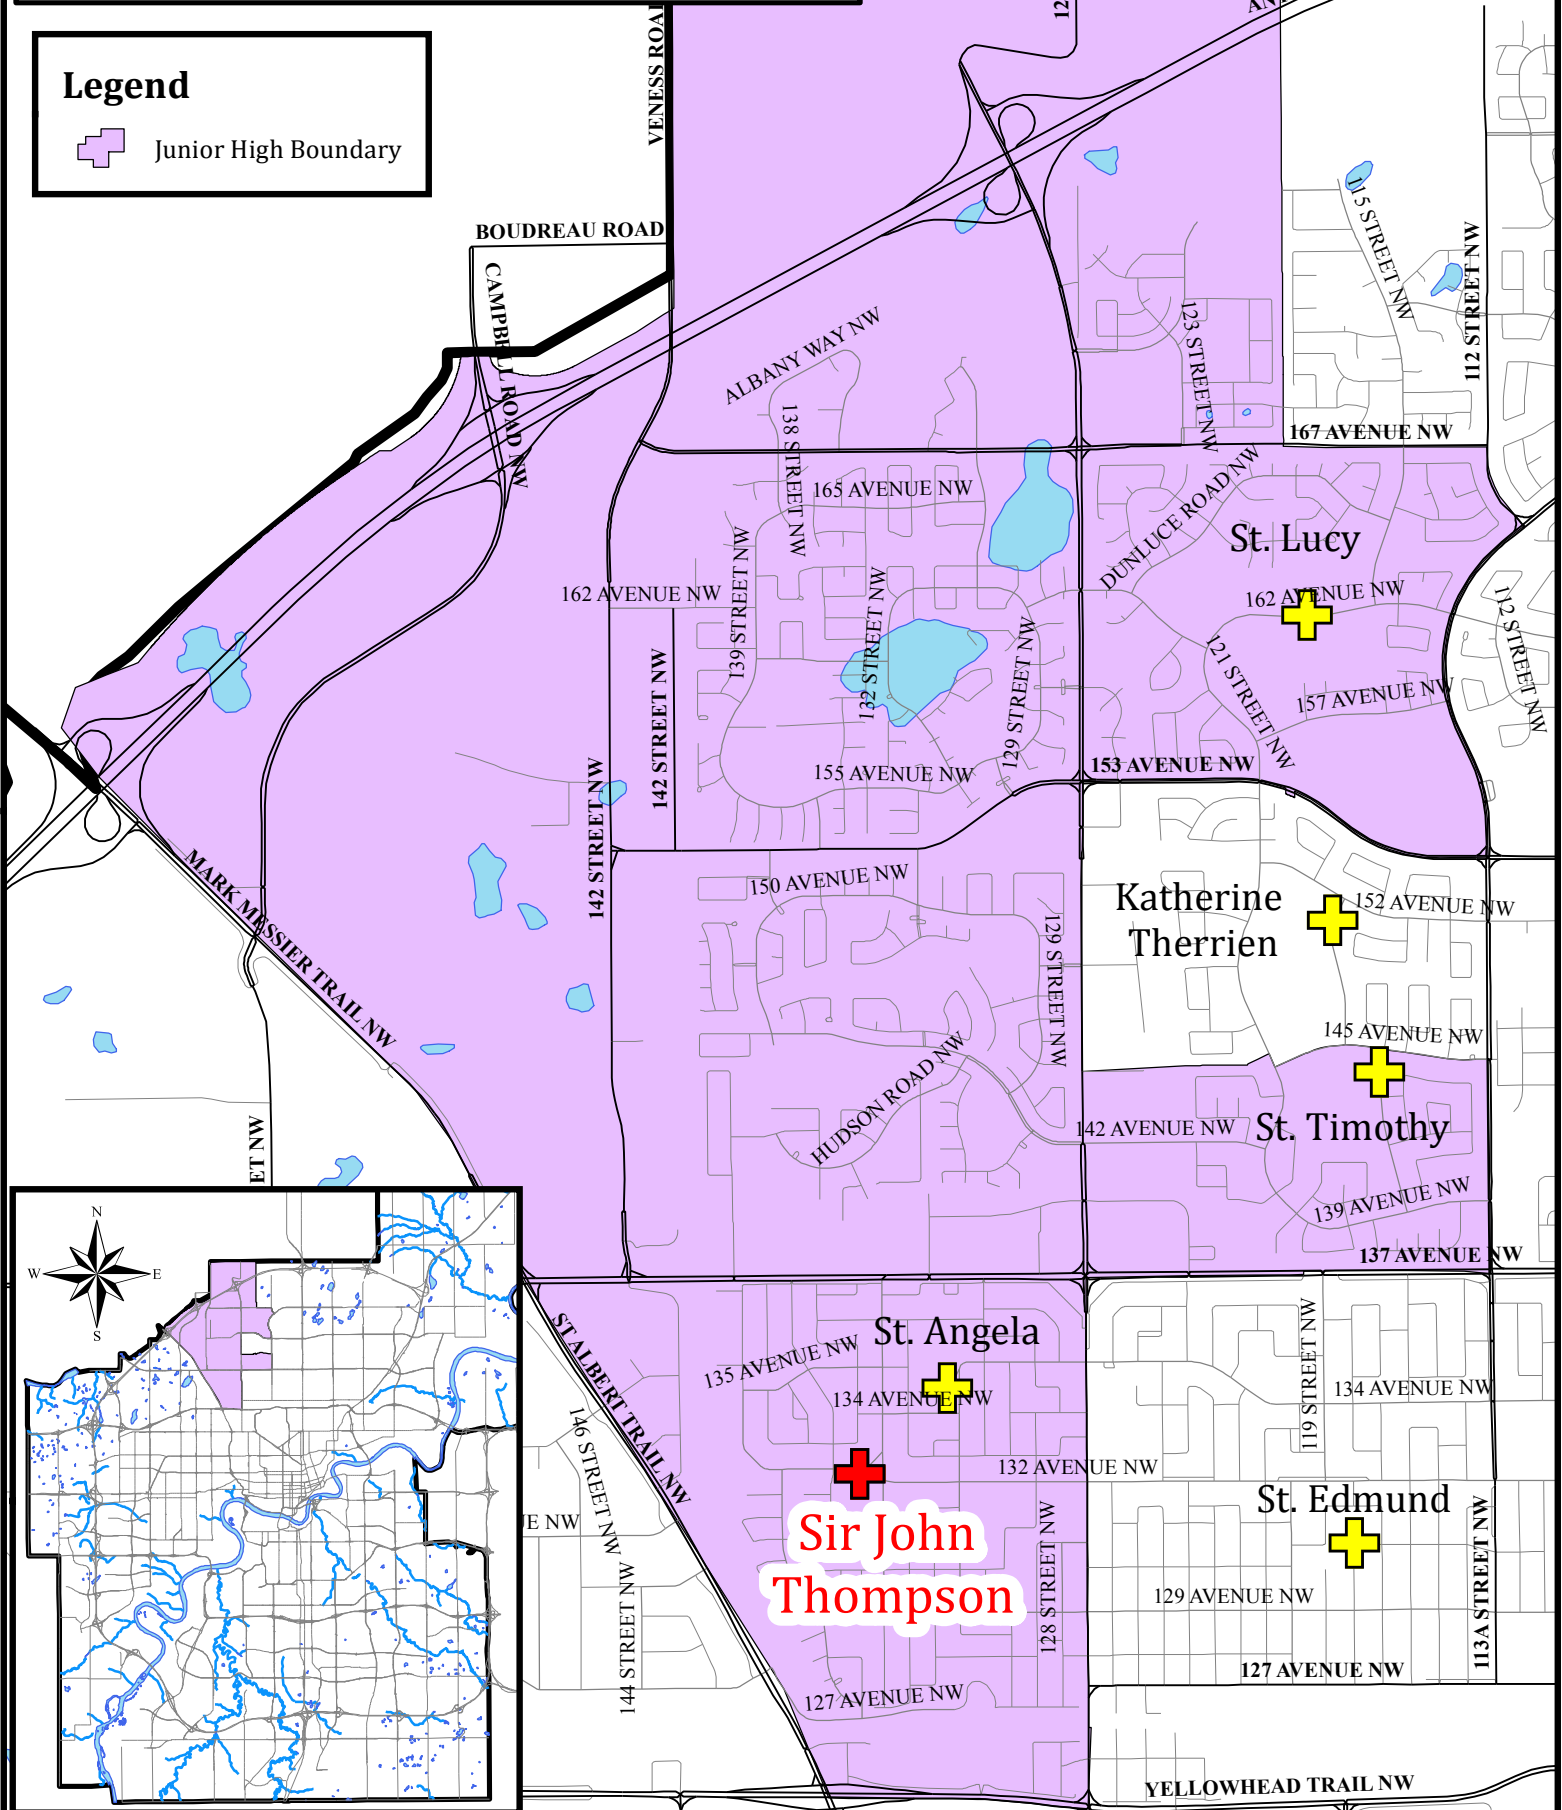 Legend
Junior High Boundary
VENESS ROA
BOUDREAU ROAD
CAMPBELL ROAD NW
ALBANY WAY NW
138 STREET NW
123 STREET NW
115 STREET NW
112 STREET NW
167 AVENUE NW
165 AVENUE NW
DUNLUCE ROAD NW
St. Lucy
162 AVENUE NW
162 AVENUE NW
139 STREET NW
132 STREET NW
129 STREET NW
121 STREET NW
112 STREET NW
157 AVENUE NW
142 STREET NW
142 STREET NW
155 AVENUE NW
153 AVENUE NW
MARK MESSIER TRAIL NW
150 AVENUE NW
Katherine
Therrien
152 AVENUE NW
129 STREET NW
145 AVENUE NW
HUDSON ROAD NW
142 AVENUE NW
St. Timothy
ET NW
139 AVENUE NW
137 AVENUE NW
N
W
E
S
ST ALBERT TRAIL NW
St. Angela
135 AVENUE NW
134 AVENUE NW
119 STREET NW
134 AVENUE NW
146 STREET NW
132 AVENUE NW
St. Edmund
113A STREET NW
E NW
Sir John
Thompson
128 STREET NW
129 AVENUE NW
144 STREET NW
127 AVENUE NW
127 AVENUE NW
YELLOWHEAD TRAIL NW